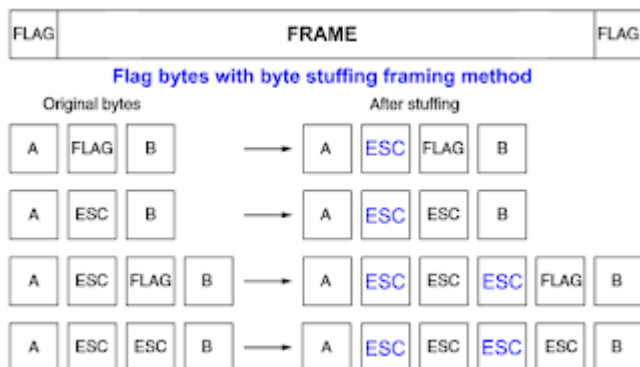 FLAG FRAME FLAG
Flag bytes with byte stuffing framing method
Original bytes After stuffing
A FLAG B A ESC FLAG B
A ESC B A ESC ESC B
A ESC FLAG B A ESC ESC ESC FLAG B
A ESC ESC B A ESC ESC ESC ESC B